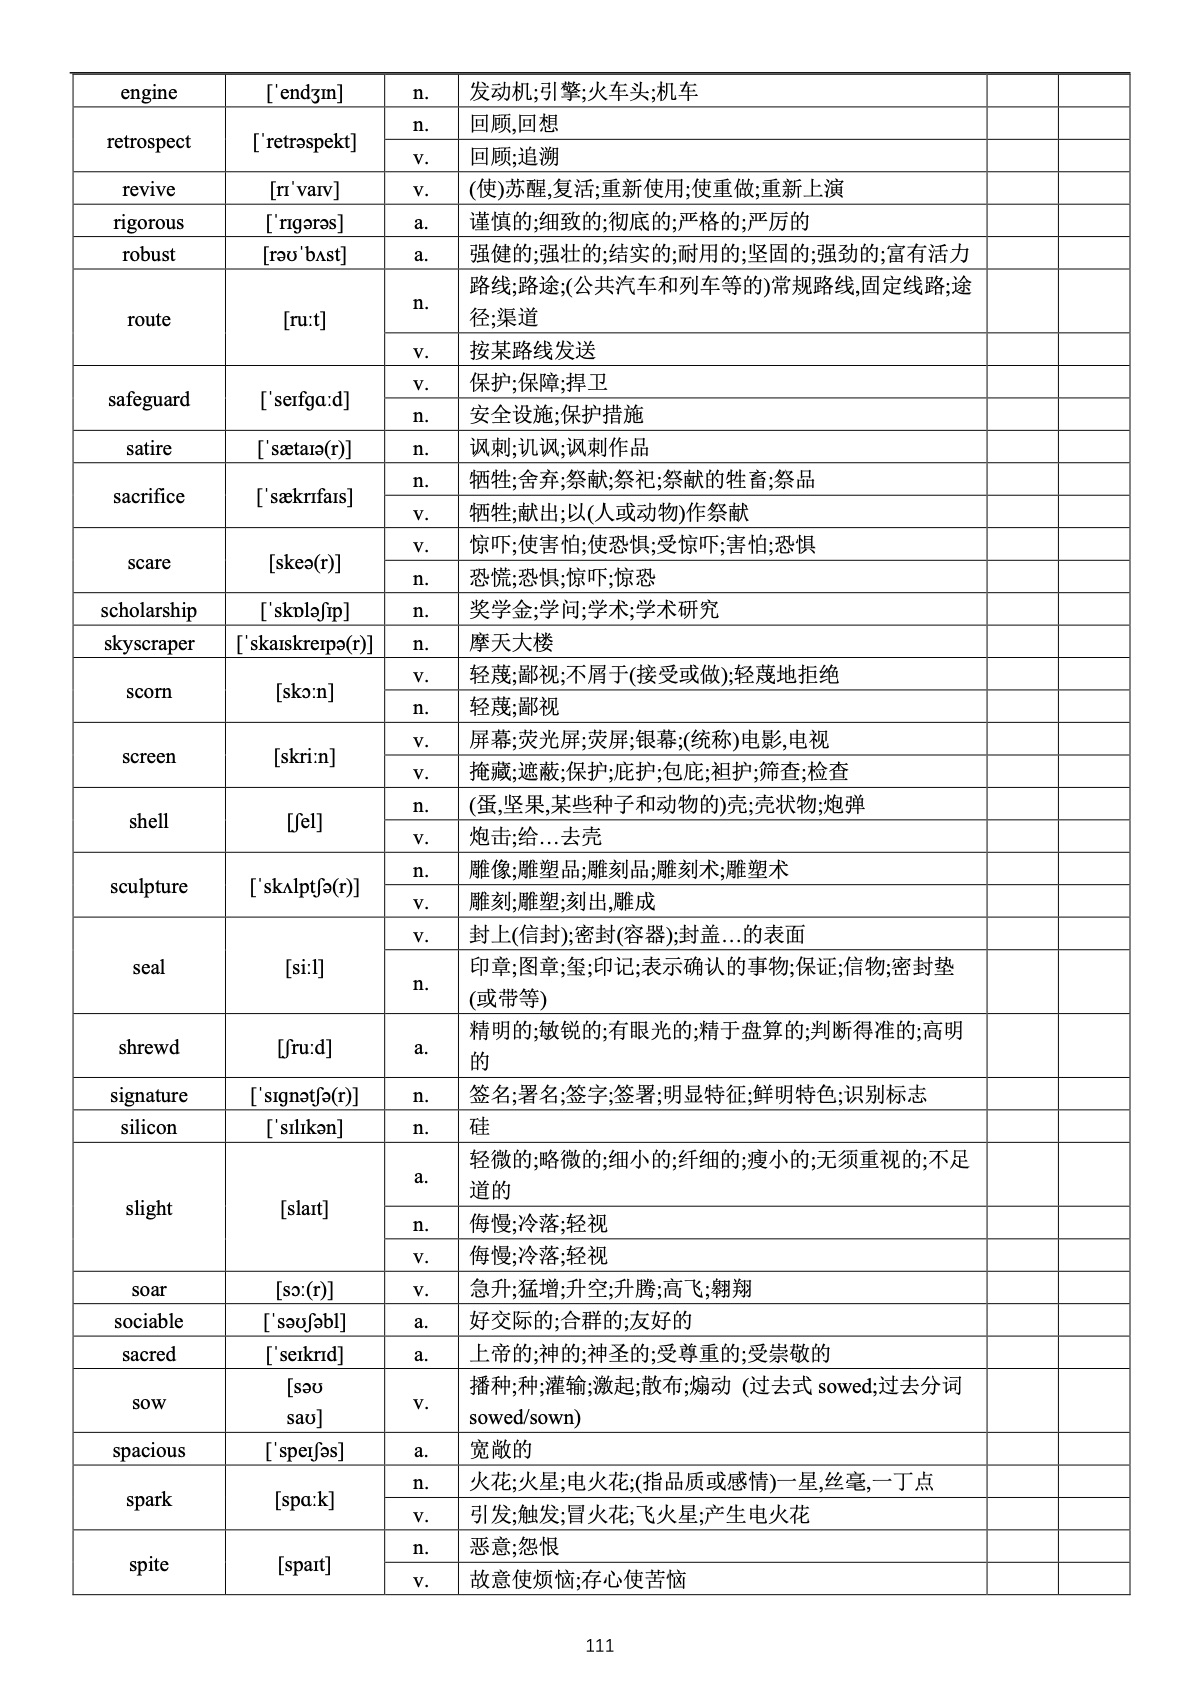 engine [ˈendʒɪn] n. 发动机;引擎;火车头;机车
retrospect [ˈretrəspekt] n. 回顾,回想
v. 回顾;追溯
revive [rɪˈvaɪv] v. (使)苏醒,复活;重新使用;使重做;重新上演
rigorous [ˈrɪɡərəs] a. 谨慎的;细致的;彻底的;严格的;严厉的
robust [rəʊˈbʌst] a. 强健的;强壮的;结实的;耐用的;坚固的;强劲的;富有活力
route [ruːt] n. 路线;路途;(公共汽车和列车等的)常规路线,固定线路;途
径;渠道
v. 按某路线发送
safeguard [ˈseɪfɡɑːd] v. 保护;保障;捍卫
n. 安全设施;保护措施
satire [ˈsætaɪə(r)] n. 讽刺;讥讽;讽刺作品
sacrifice [ˈsækrɪfaɪs] n. 牺牲;舍弃;祭献;祭祀;祭献的牲畜;祭品
v. 牺牲;献出;以(人或动物)作祭献
scare [skeə(r)] v. 惊吓;使害怕;使恐惧;受惊吓;害怕;恐惧
n. 恐慌;恐惧;惊吓;惊恐
scholarship [ˈskɒləʃɪp] n. 奖学金;学问;学术;学术研究
skyscraper [ˈskaɪskreɪpə(r)] n. 摩天大楼
scorn [skɔːn] v. 轻蔑;鄙视;不屑于(接受或做);轻蔑地拒绝
n. 轻蔑;鄙视
screen [skriːn] v. 屏幕;荧光屏;荧屏;银幕;(统称)电影,电视
v. 掩藏;遮蔽;保护;庇护;包庇;袒护;筛查;检查
shell [ʃel] n. (蛋,坚果,某些种子和动物的)壳;壳状物;炮弹
v. 炮击;给…去壳
sculpture [ˈskʌlptʃə(r)] n. 雕像;雕塑品;雕刻品;雕刻术;雕塑术
v. 雕刻;雕塑;刻出,雕成
seal [siːl] v. 封上(信封);密封(容器);封盖…的表面
n. 印章;图章;玺;印记;表示确认的事物;保证;信物;密封垫
(或带等)
shrewd [ʃruːd] a. 精明的;敏锐的;有眼光的;精于盘算的;判断得准的;高明
的
signature [ˈsɪɡnətʃə(r)] n. 签名;署名;签字;签署;明显特征;鲜明特色;识别标志
silicon [ˈsɪlɪkən] n. 硅
slight [slaɪt] a. 轻微的;略微的;细小的;纤细的;瘦小的;无须重视的;不足
道的
n. 侮慢;冷落;轻视
v. 侮慢;冷落;轻视
soar [sɔː(r)] v. 急升;猛增;升空;升腾;高飞;翱翔
sociable [ˈsəʊʃəbl] a. 好交际的;合群的;友好的
sacred [ˈseɪkrɪd] a. 上帝的;神的;神圣的;受尊重的;受崇敬的
sow [səʊ saʊ] v. 播种;种;灌输;激起;散布;煽动 (过去式 sowed;过去分词
sowed/sown)
spacious [ˈspeɪʃəs] a. 宽敞的
spark [spɑːk] n. 火花;火星;电火花;(指品质或感情)一星,丝毫,一丁点
v. 引发;触发;冒火花;飞火星;产生电火花
spite [spaɪt] n. 恶意;怨恨
v. 故意使烦恼;存心使苦恼
111